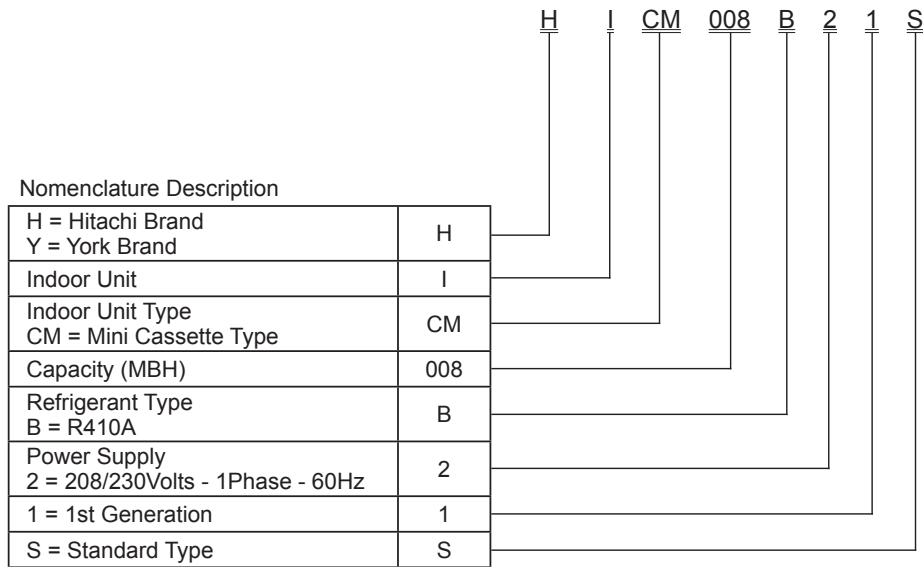 H I CM 008 B 2 1 S
Nomenclature Description
H = Hitachi Brand
Y = York Brand
H
Indoor Unit
I
Indoor Unit Type
CM = Mini Cassette Type
CM
Capacity (MBH)
008
Refrigerant Type
B = R410A
B
Power Supply
2 = 208/230Volts - 1Phase - 60Hz
2
1 = 1st Generation
1
S = Standard Type
S